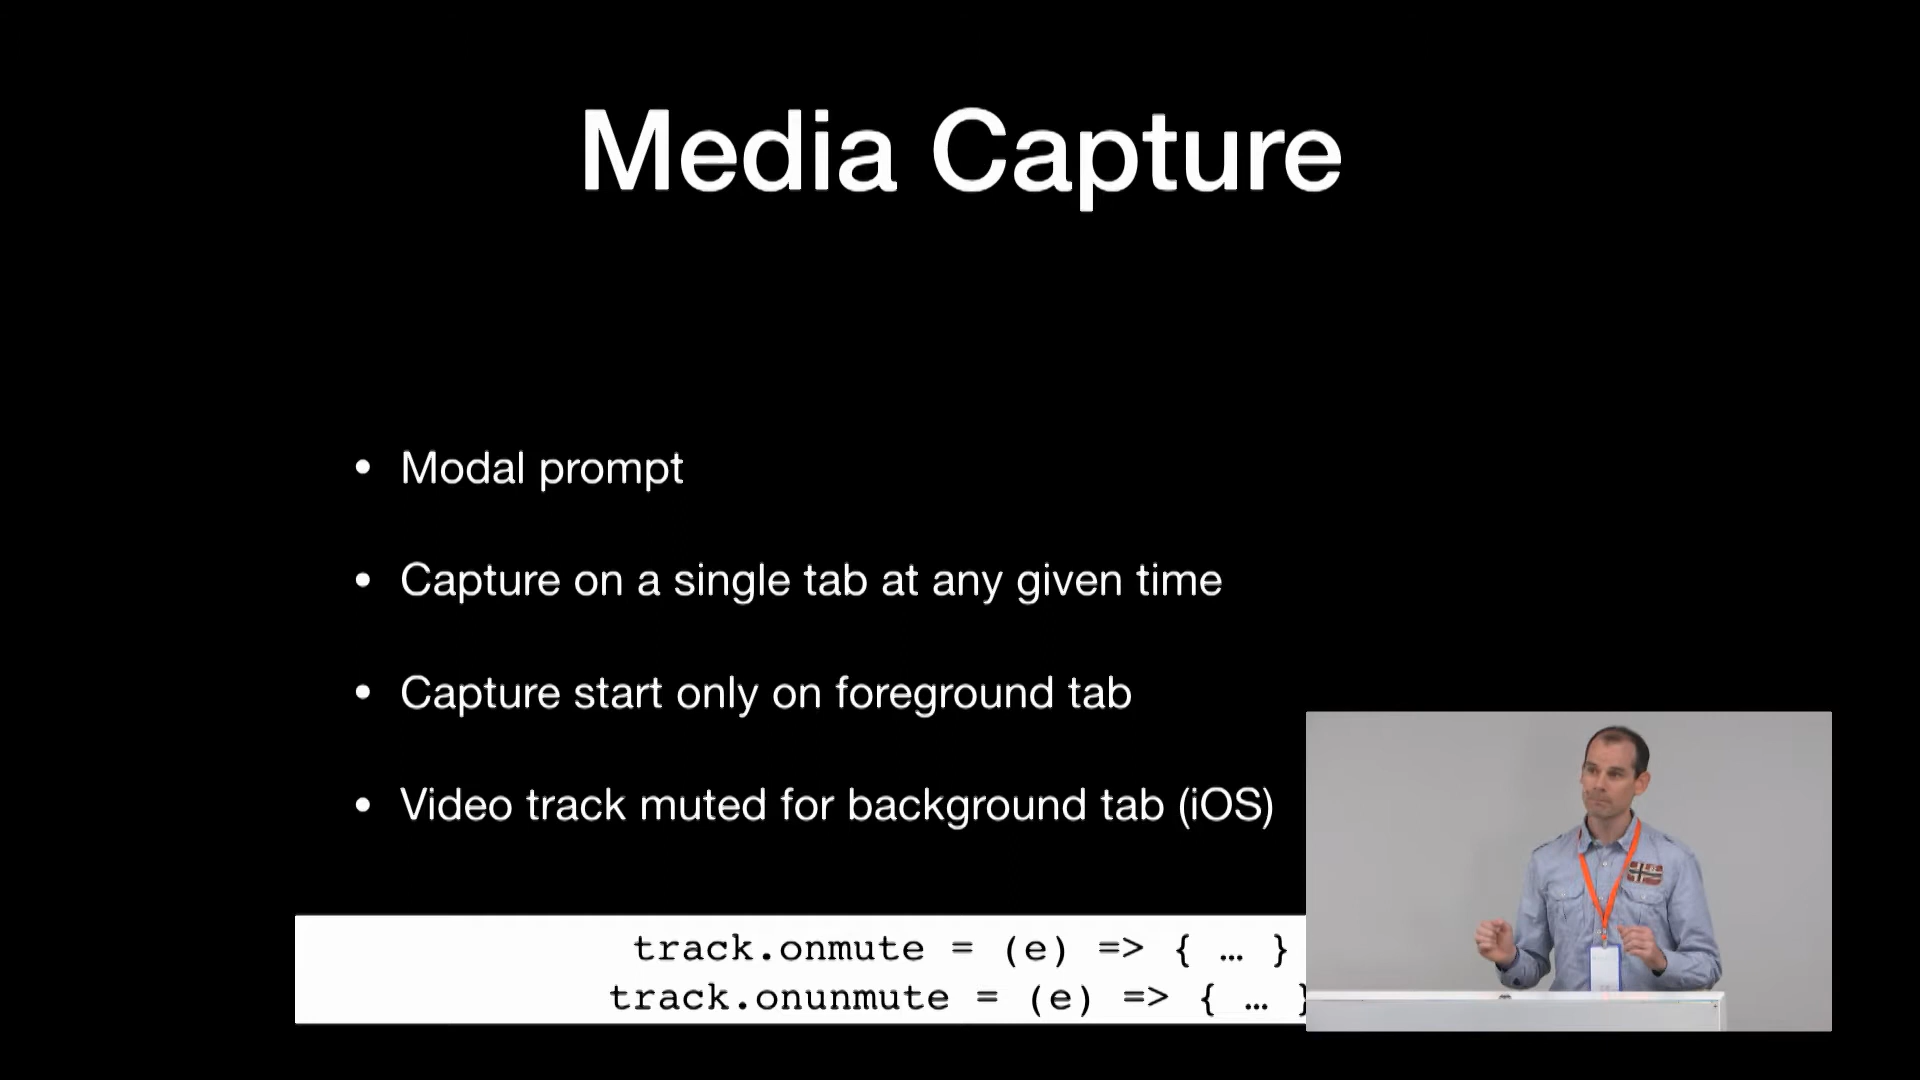 Media Capture
• Modal prompt
• Capture on a single tab at any given time
• Capture start only on foreground tab
• Video track muted for background tab (iOS)
track.onmute = (e) => { … }
track.onunmute = (e) => { … }